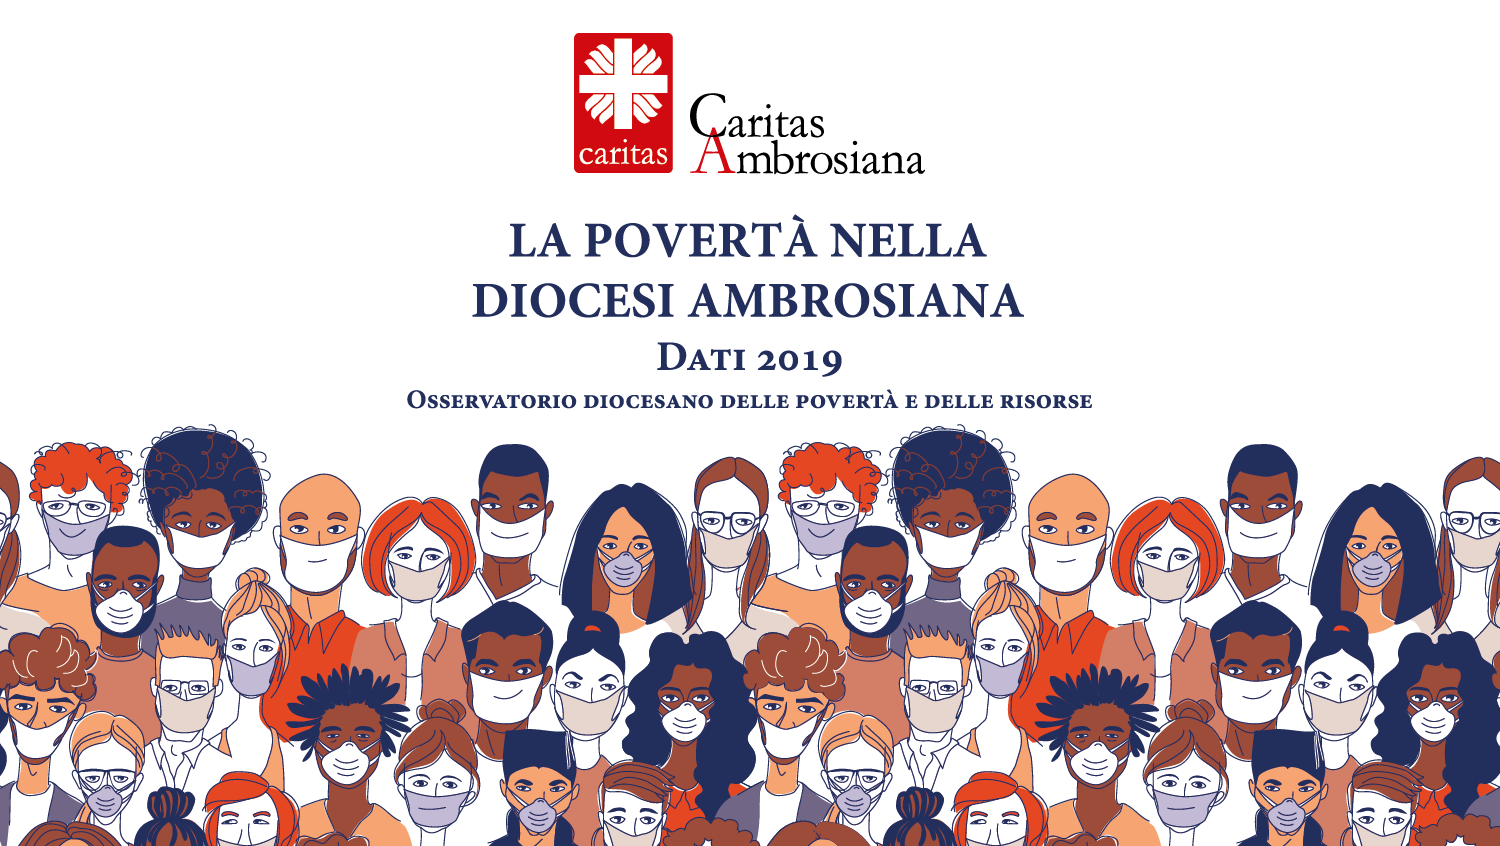 caritas
Caritas
Ambrosiana
LA POVERTÀ NELLA
DIOCESI AMBROSIANA
DATI 2019
OSSERVATORIO DIOCESANO DELLE POVERTÀ E DELLE RISORSE